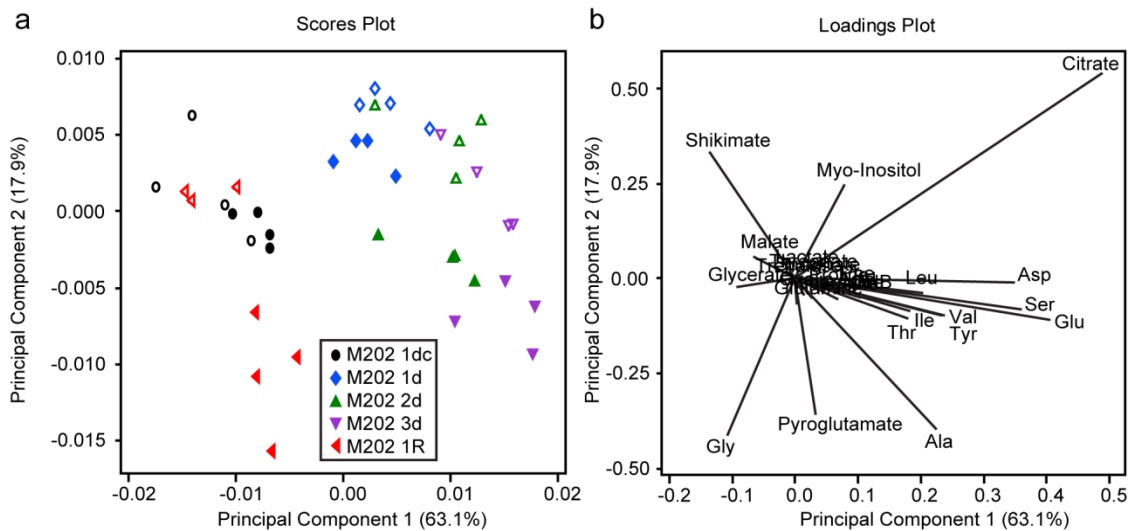 a
Scores Plot
Principal Component 2 (17.9%)
0.010
0.005
0.000
-0.005
-0.010
-0.015
M202 1dc
M202 1d
M202 2d
M202 3d
M202 1R
-0.02
-0.01
0.00
0.01
0.02
Principal Component 1 (63.1%)
b
Loadings Plot
Principal Component 2 (17.9%)
0.50
0.25
0.00
-0.25
-0.50
Citrate
Shikimate
Myo-Inositol
Malate
Glycerate
Leu
Asp
Ser
Glu
Ile
Val
Thr
Tyr
Pyroglutamate
Ala
Gly
-0.2
-0.1
0.0
0.1
0.2
0.3
0.4
0.5
Principal Component 1 (63.1%)